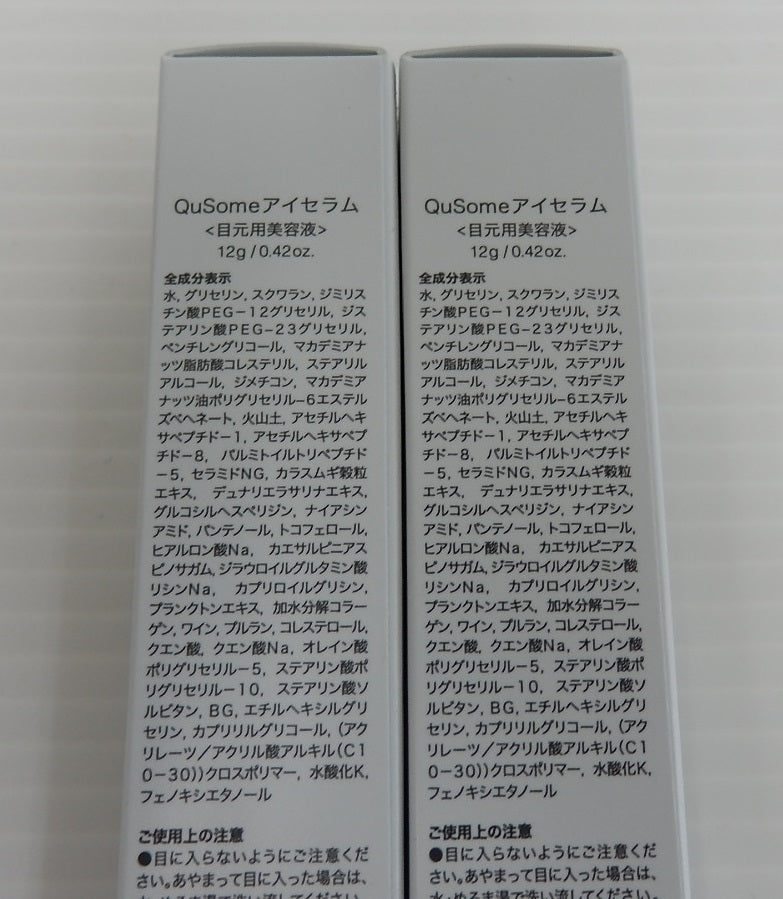 QuSomeアイセラム
<目元用美容液>
12g / 0.42oz.
全成分表示
水, グリセリン, スクワラン, ジミリス
チン酸PEG-12グリセリル, ジス
テアリン酸PEG-23グリセリル,
ペンチレングリコール, マカデミアナ
ッツ脂肪酸コレステリル, ステアリル
アルコール, ジメチコン, マカデミア
ナッツ油ポリグリセリル-6エステル
ズベヘネート, 火山土, アセチルヘキ
サペプチド-1, アセチルヘキサペプ
チド-8, パルミトイルトリペプチド
-5, セラミドNG, カラスムギ穀粒
エキス, デュナリエラサリナエキス,
グルコシルヘスペリジン, ナイアシン
アミド, パンテノール, トコフェロール,
ヒアルロン酸Na, カエサルピニアス
ピノサガム, ジラウロイルグルタミン酸
リシンNa, カプリロイルグリシン,
プランクトンエキス, 加水分解コラー
ゲン, ワイン, プルラン, コレステロール,
クエン酸, クエン酸Na, オレイン酸
ポリグリセリル-5, ステアリン酸ポ
リグリセリル-10, ステアリン酸ソ
ルビタン, BG, エチルヘキシルグリ
セリン, カプリリルグリコール, (アク
リレーツ/アクリル酸アルキル(C1
0-30))クロスポリマー, 水酸化K,
フェノキシエタノール
ご使用上の注意
●目に入らないようにご注意くだ
さい。あやまって目に入った場合は、
水・ぬるま湯で洗い流してください。
QuSomeアイセラム
<目元用美容液>
12g / 0.42oz.
全成分表示
水, グリセリン, スクワラン, ジミリス
チン酸PEG-12グリセリル, ジス
テアリン酸PEG-23グリセリル,
ペンチレングリコール, マカデミアナ
ッツ脂肪酸コレステリル, ステアリル
アルコール, ジメチコン, マカデミア
ナッツ油ポリグリセリル-6エステル
ズベヘネート, 火山土, アセチルヘキ
サペプチド-1, アセチルヘキサペプ
チド-8, パルミトイルトリペプチド
-5, セラミドNG, カラスムギ穀粒
エキス, デュナリエラサリナエキス,
グルコシルヘスペリジン, ナイアシン
アミド, パンテノール, トコフェロール,
ヒアルロン酸Na, カエサルピニアス
ピノサガム, ジラウロイルグルタミン酸
リシンNa, カプリロイルグリシン,
プランクトンエキス, 加水分解コラー
ゲン, ワイン, プルラン, コレステロール,
クエン酸, クエン酸Na, オレイン酸
ポリグリセリル-5, ステアリン酸ポ
リグリセリル-10, ステアリン酸ソ
ルビタン, BG, エチルヘキシルグリ
セリン, カプリリルグリコール, (アク
リレーツ/アクリル酸アルキル(C1
0-30))クロスポリマー, 水酸化K,
フェノキシエタノール
ご使用上の注意
●目に入らないようにご注意くだ
さい。あやまって目に入った場合は、
水・ぬるま湯で洗い流してください。